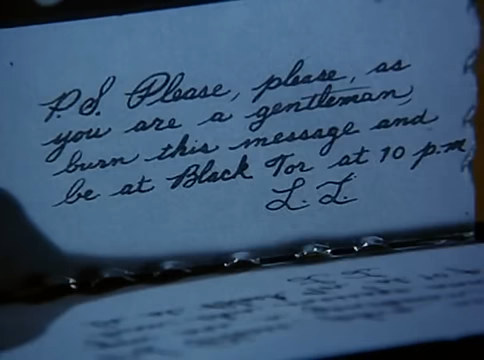 P.S. Please, please, as
you are a gentleman,
burn this message and
be at Black Tor at 10 p.m
L. L.